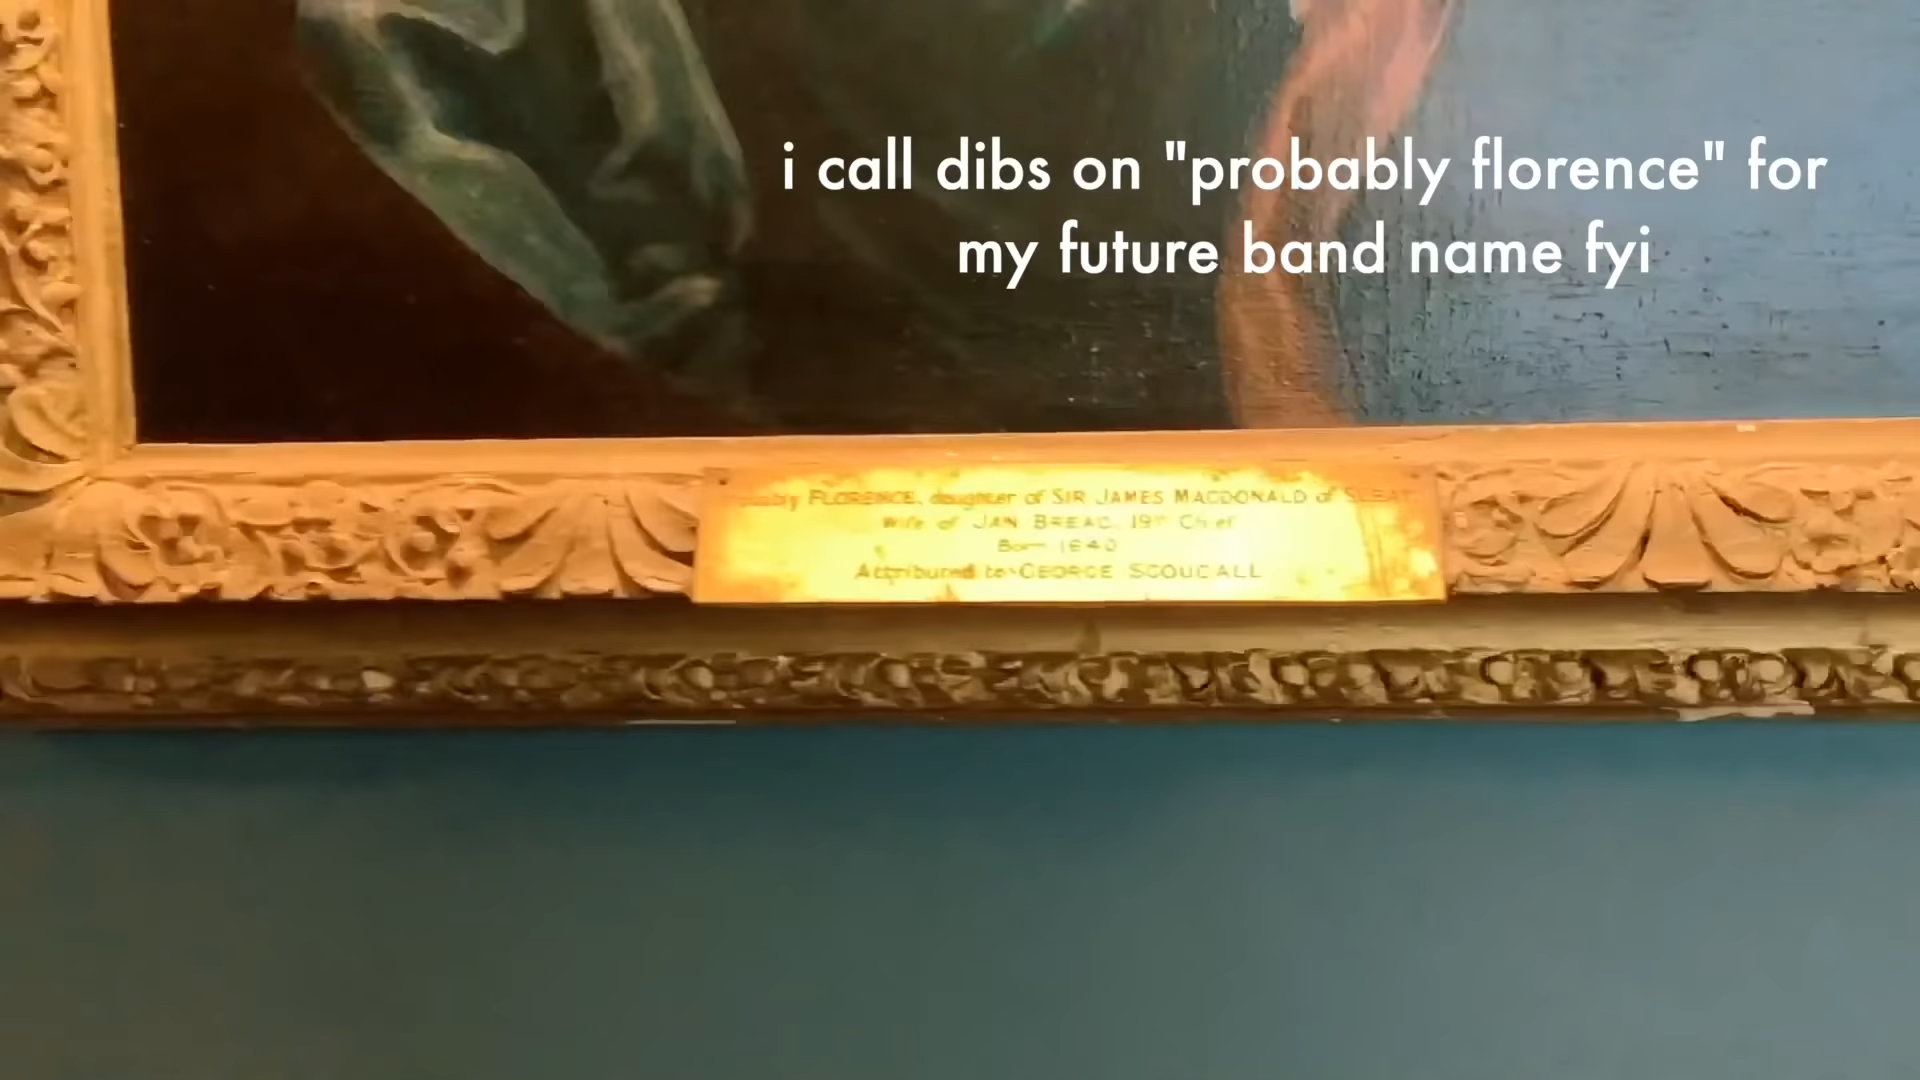 i call dibs on "probably florence" for
my future band name fyi
FLORENCE, daughter of SIR JAMES MACDONALD of SLEAT
Wife of JAN BREAC, 19th Chief
Born 1640
Attributed to GEORGE SCOUGALL